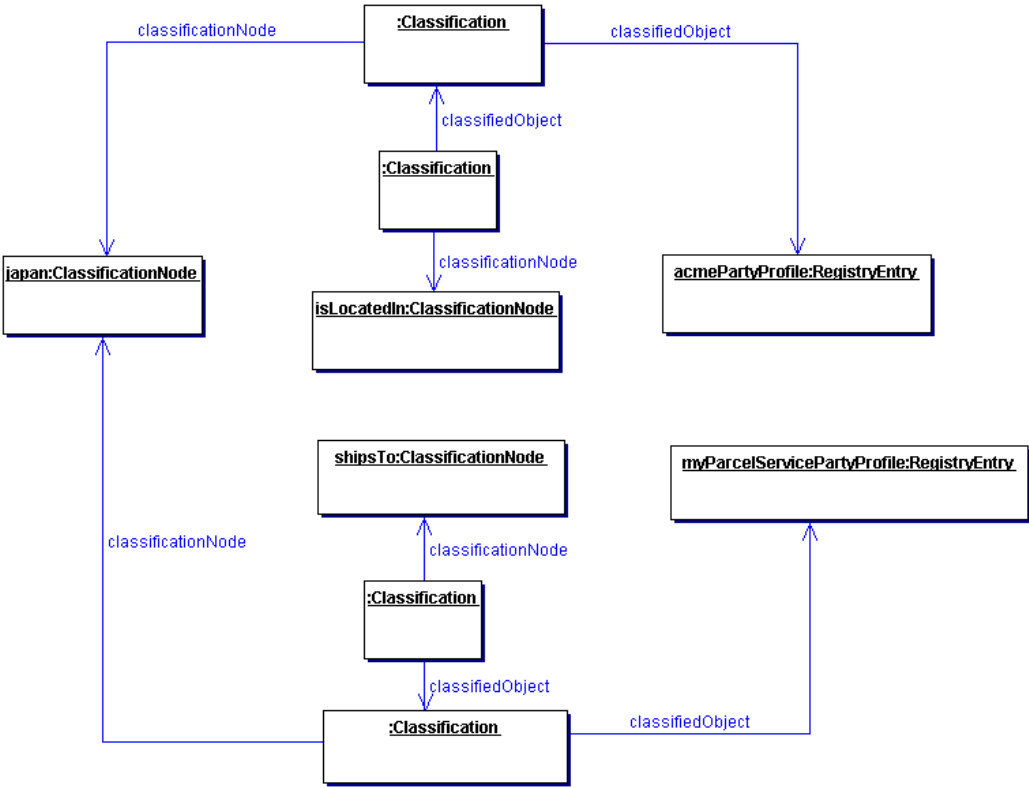 :Classification
classificationNode
classifiedObject
classifiedObject
:Classification
classificationNode
japan:ClassificationNode
acmePartyProfile:RegistryEntry
isLocatedIn:ClassificationNode
shipsTo:ClassificationNode
myParcelServicePartyProfile:RegistryEntry
classificationNode
classificationNode
:Classification
classifiedObject
:Classification
classifiedObject